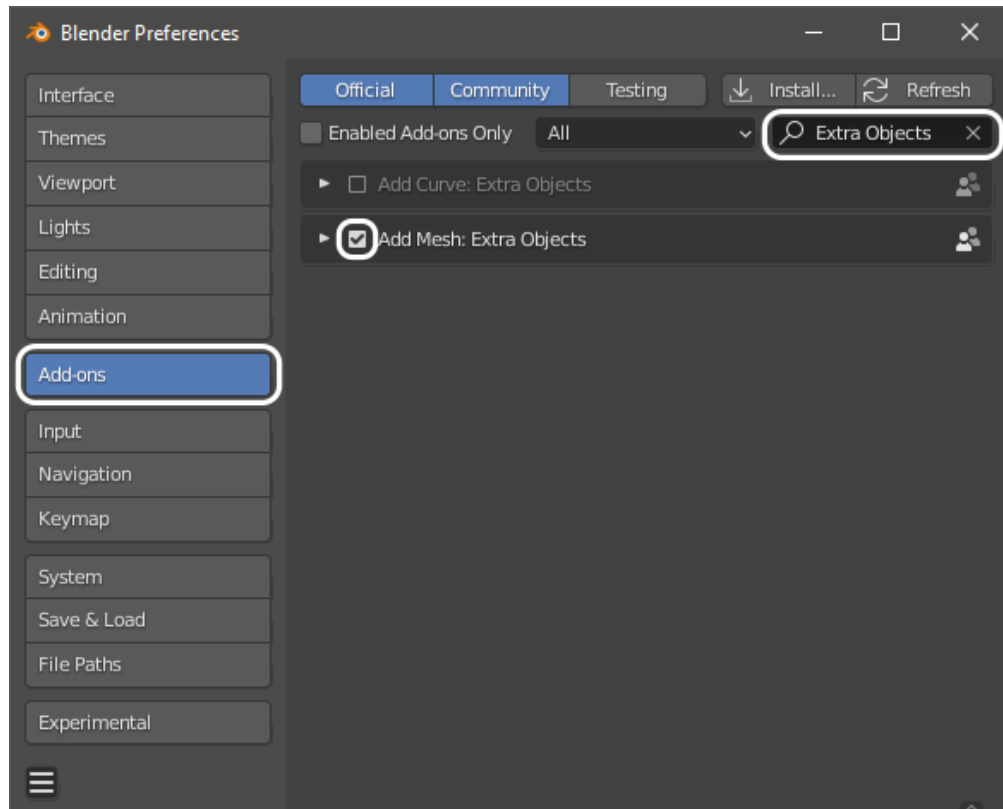 Blender Preferences
Interface
Themes
Viewport
Lights
Editing
Animation
Add-ons
Input
Navigation
Keymap
System
Save & Load
File Paths
Experimental
Official Community Testing Install... Refresh
Enabled Add-ons Only All Extra Objects
Add Curve: Extra Objects
Add Mesh: Extra Objects